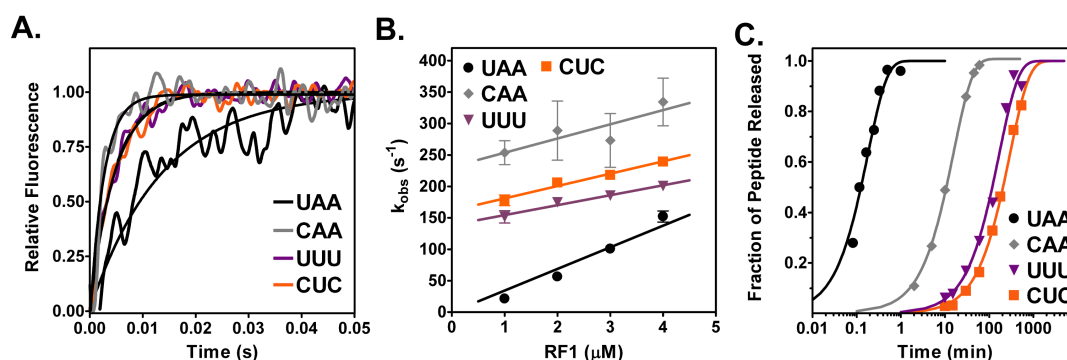 A.
Relative Fluorescence
1.00
0.75
0.50
0.25
0.00
UAA
CAA
UUU
CUC
0.00 0.01 0.02 0.03 0.04 0.05
Time (s)
B.
kobs (s-1)
400
350
300
250
200
150
100
50
0
UAA CUC
CAA
UUU
0 1 2 3 4 5
RF1 (μM)
C.
Fraction of Peptide Released
1.0
0.8
0.6
0.4
0.2
UAA
CAA
UUU
CUC
0.01 0.1 1 10 100 1000
Time (min)